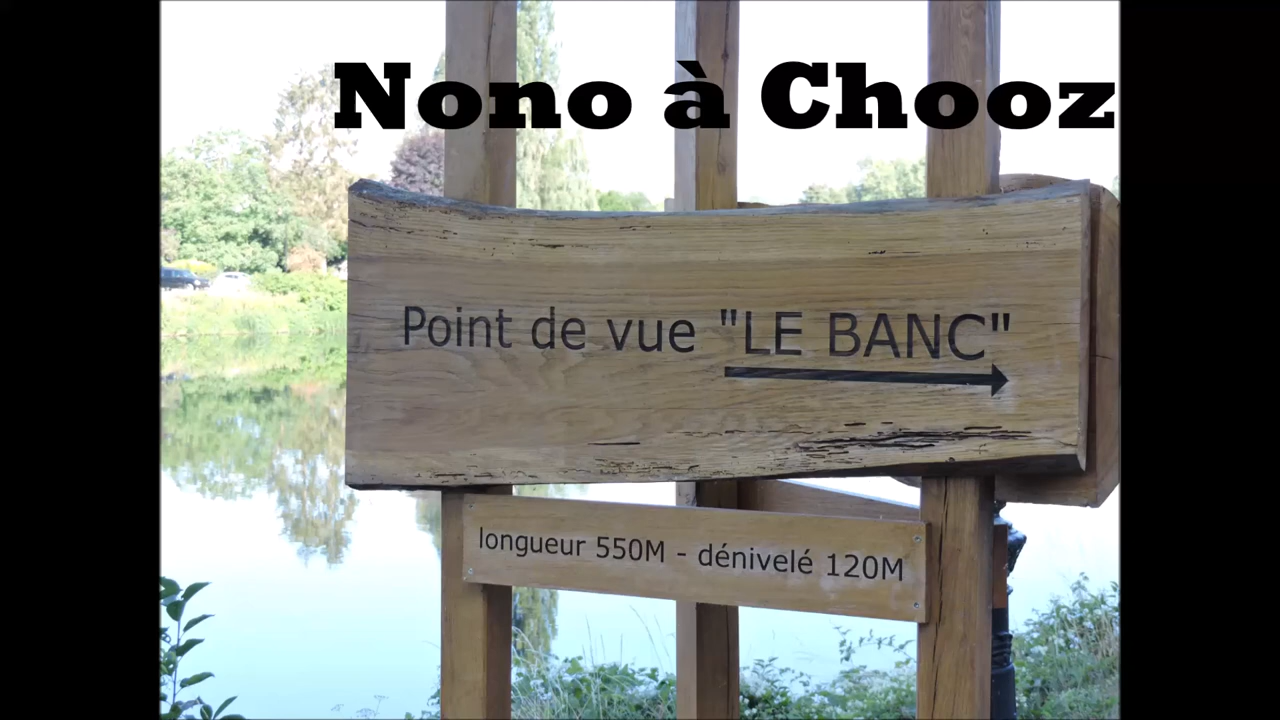 Nono à Chooz
Point de vue "LE BANC"
longueur 550M - dénivelé 120M